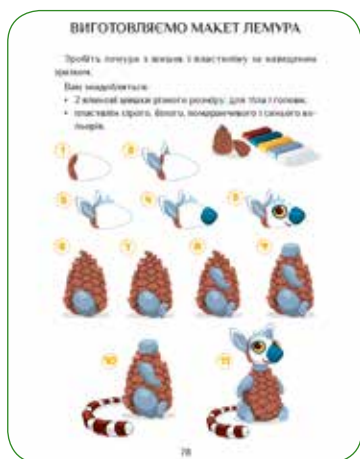 ВИГОТОВЛЯЄМО МАКЕТ ЛЕМУРА
Зробіть лемура з шишок і пластиліну за наведеним
зразком.
Вам знадобляться:
• 2 ялинові шишки різного розміру: для тіла і голови;
• пластилін сірого, білого, помаранчевого і синього ко-
льорів.
1
2
3
4
5
6
7
8
9
10
11
78